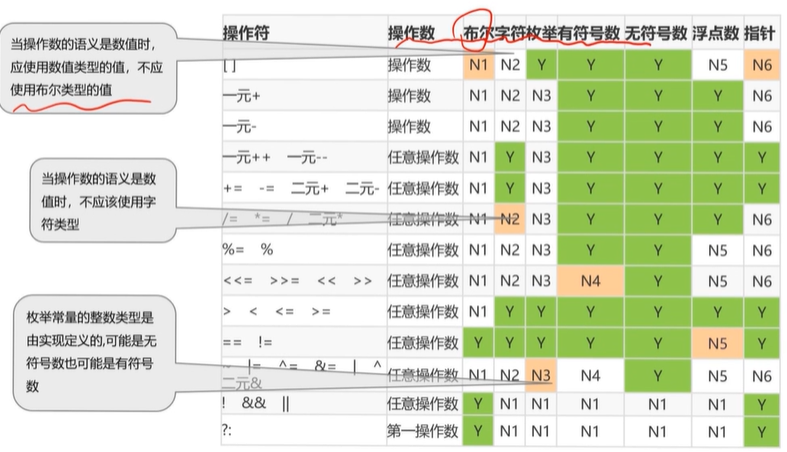 当操作数的语义是数值时,
应使用数值类型的值，不应
使用布尔类型的值
当操作数的语义是数
值时，不应该使用字
符类型
枚举常量的整数类型是
由实现定义的,可能是无
符号数也可能是有符号
数
操作符 操作数 布尔 字符 枚举 有符号数 无符号数 浮点数 指针
[ ] 操作数 N1 N2 Y Y Y N5 N6
一元+ 操作数 N1 N2 N3 Y Y Y N6
一元- 操作数 N1 N2 N3 Y Y Y N6
一元++ 一元-- 任意操作数 N1 Y N3 Y Y Y Y
+= -= 二元+ 二元- 任意操作数 N1 Y N3 Y Y Y Y
/= *= / 二元* 任意操作数 N1 N2 N3 Y Y Y N6
%= % 任意操作数 N1 N2 N3 Y Y N5 N6
<<= >>= << >> 任意操作数 N1 N2 N3 N4 Y N5 N6
> < <= >= 任意操作数 N1 Y Y Y Y Y Y
== != 任意操作数 Y Y Y Y Y N5 Y
~ |= ^= &= | ^
二元& 任意操作数 N1 N2 N3 N4 Y N5 N6
! && || 任意操作数 Y N1 N1 N1 N1 N1 Y
?: 第一操作数 Y N1 N1 N1 N1 N1 Y